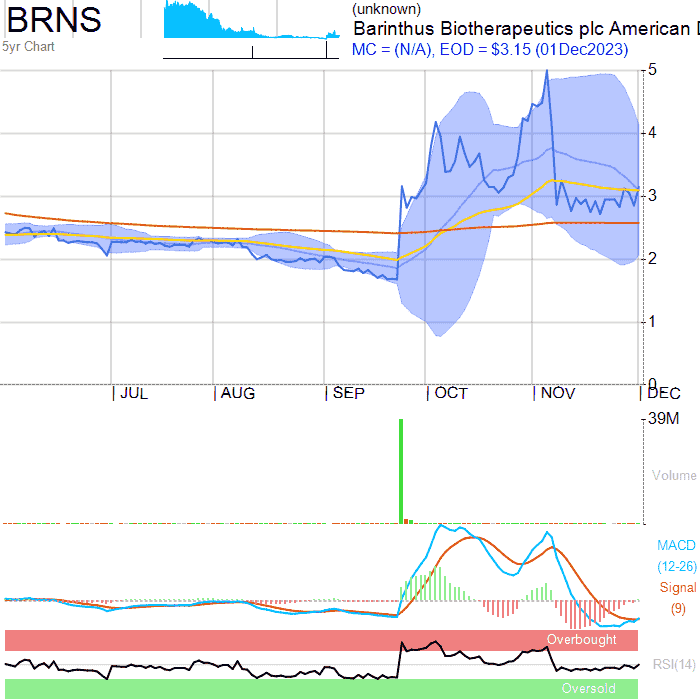 BRNS
(unknown)
Barinthus Biotherapeutics plc American
5yr Chart
MC = (N/A), EOD = $3.15 (01Dec2023)
5
4
3
2
1
0
JUL
AUG
SEP
OCT
NOV
DEC
39M
Volume
MACD
(12-26)
Signal
(9)
Overbought
RSI(14)
Oversold